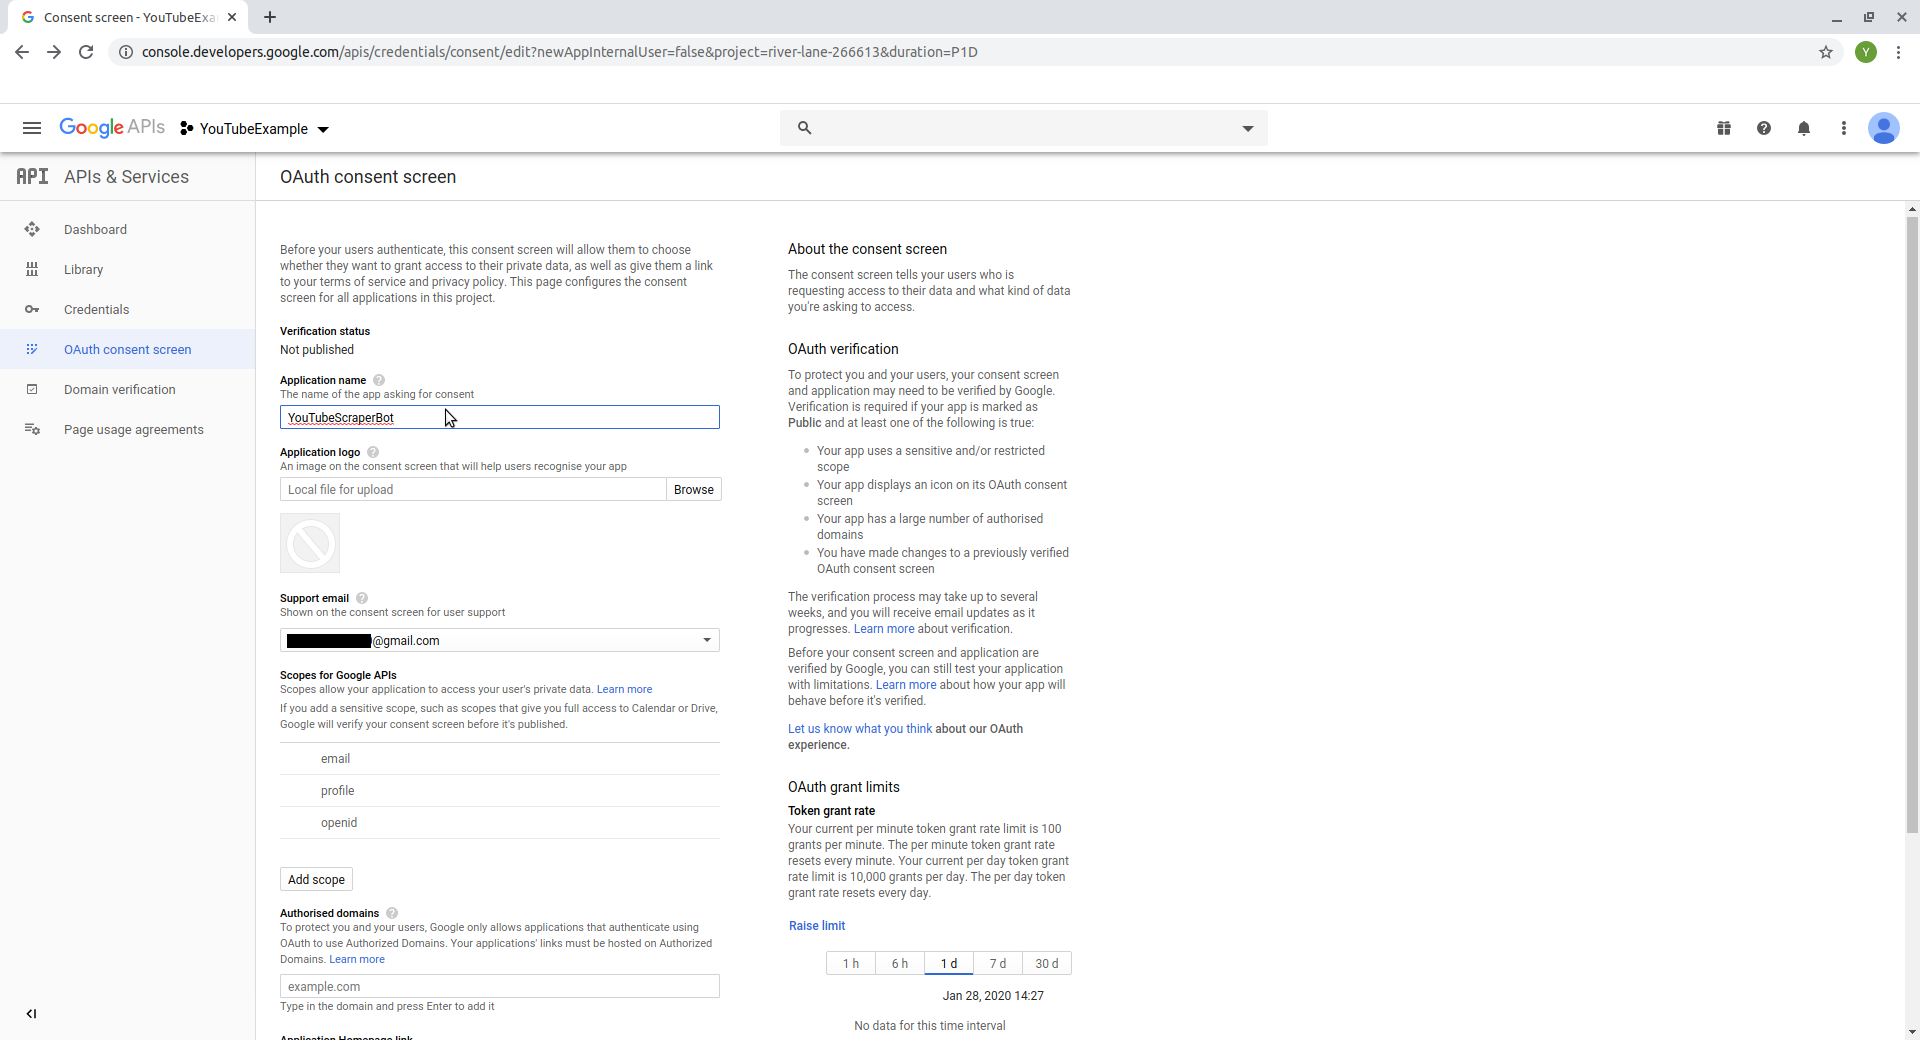 Consent screen - YouTubeExa
console.developers.google.com/apis/credentials/consent/edit?newAppInternalUser=false&project=river-lane-266613&duration=P1D
Y
Google APIs
YouTubeExample
API APIs & Services
OAuth consent screen
Dashboard
Library
Credentials
OAuth consent screen
Domain verification
Page usage agreements
Before your users authenticate, this consent screen will allow them to choose
whether they want to grant access to their private data, as well as give them a link
to your terms of service and privacy policy. This page configures the consent
screen for all applications in this project.
Verification status
Not published
Application name
The name of the app asking for consent
YouTubeScraperBot
Application logo
An image on the consent screen that will help users recognise your app
Local file for upload
Browse
Support email
Shown on the consent screen for user support
@gmail.com
Scopes for Google APIs
Scopes allow your application to access your user's private data. Learn more
If you add a sensitive scope, such as scopes that give you full access to Calendar or Drive,
Google will verify your consent screen before it's published.
email
profile
openid
Add scope
Authorised domains
To protect you and your users, Google only allows applications that authenticate using
OAuth to use Authorized Domains. Your applications' links must be hosted on Authorized
Domains. Learn more
example.com
Type in the domain and press Enter to add it
Application Homepage link
About the consent screen
The consent screen tells your users who is
requesting access to their data and what kind of data
you're asking to access.
OAuth verification
To protect you and your users, your consent screen
and application may need to be verified by Google.
Verification is required if your app is marked as
Public and at least one of the following is true:
Your app uses a sensitive and/or restricted
scope
Your app displays an icon on its OAuth consent
screen
Your app has a large number of authorised
domains
You have made changes to a previously verified
OAuth consent screen
The verification process may take up to several
weeks, and you will receive email updates as it
progresses. Learn more about verification.
Before your consent screen and application are
verified by Google, you can still test your application
with limitations. Learn more about how your app will
behave before it's verified.
Let us know what you think about our OAuth
experience.
OAuth grant limits
Token grant rate
Your current per minute token grant rate limit is 100
grants per minute. The per minute token grant rate
resets every minute. Your current per day token grant
rate limit is 10,000 grants per day. The per day token
grant rate resets every day.
Raise limit
1 h 6 h 1 d 7 d 30 d
Jan 28, 2020 14:27
No data for this time interval